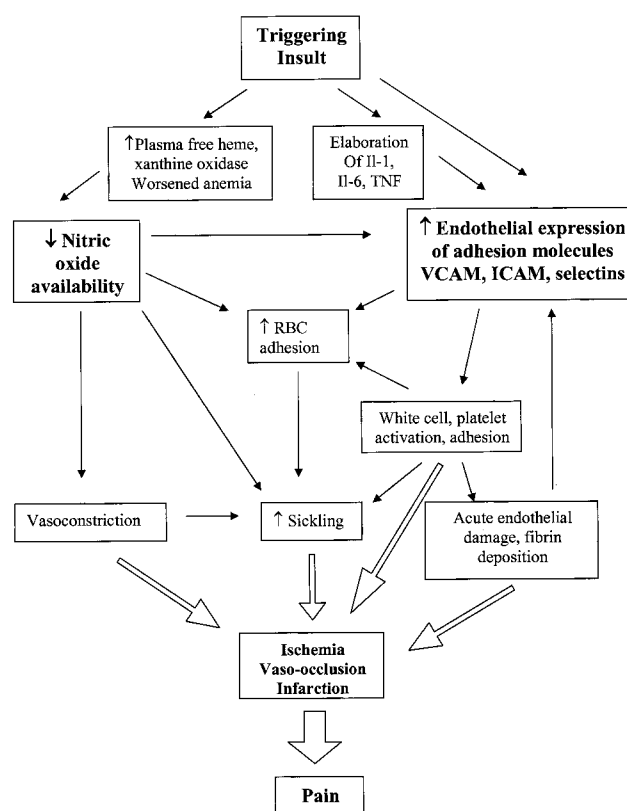 Triggering
Insult
↑Plasma free heme,
xanthine oxidase
Worsened anemia
Elaboration
Of Il-1,
Il-6, TNF
↓ Nitric
oxide
availability
↑ Endothelial expression
of adhesion molecules
VCAM, ICAM, selectins
↑ RBC
adhesion
White cell, platelet
activation, adhesion
Vasoconstriction
↑ Sickling
Acute endothelial
damage, fibrin
deposition
Ischemia
Vaso-occlusion
Infarction
Pain